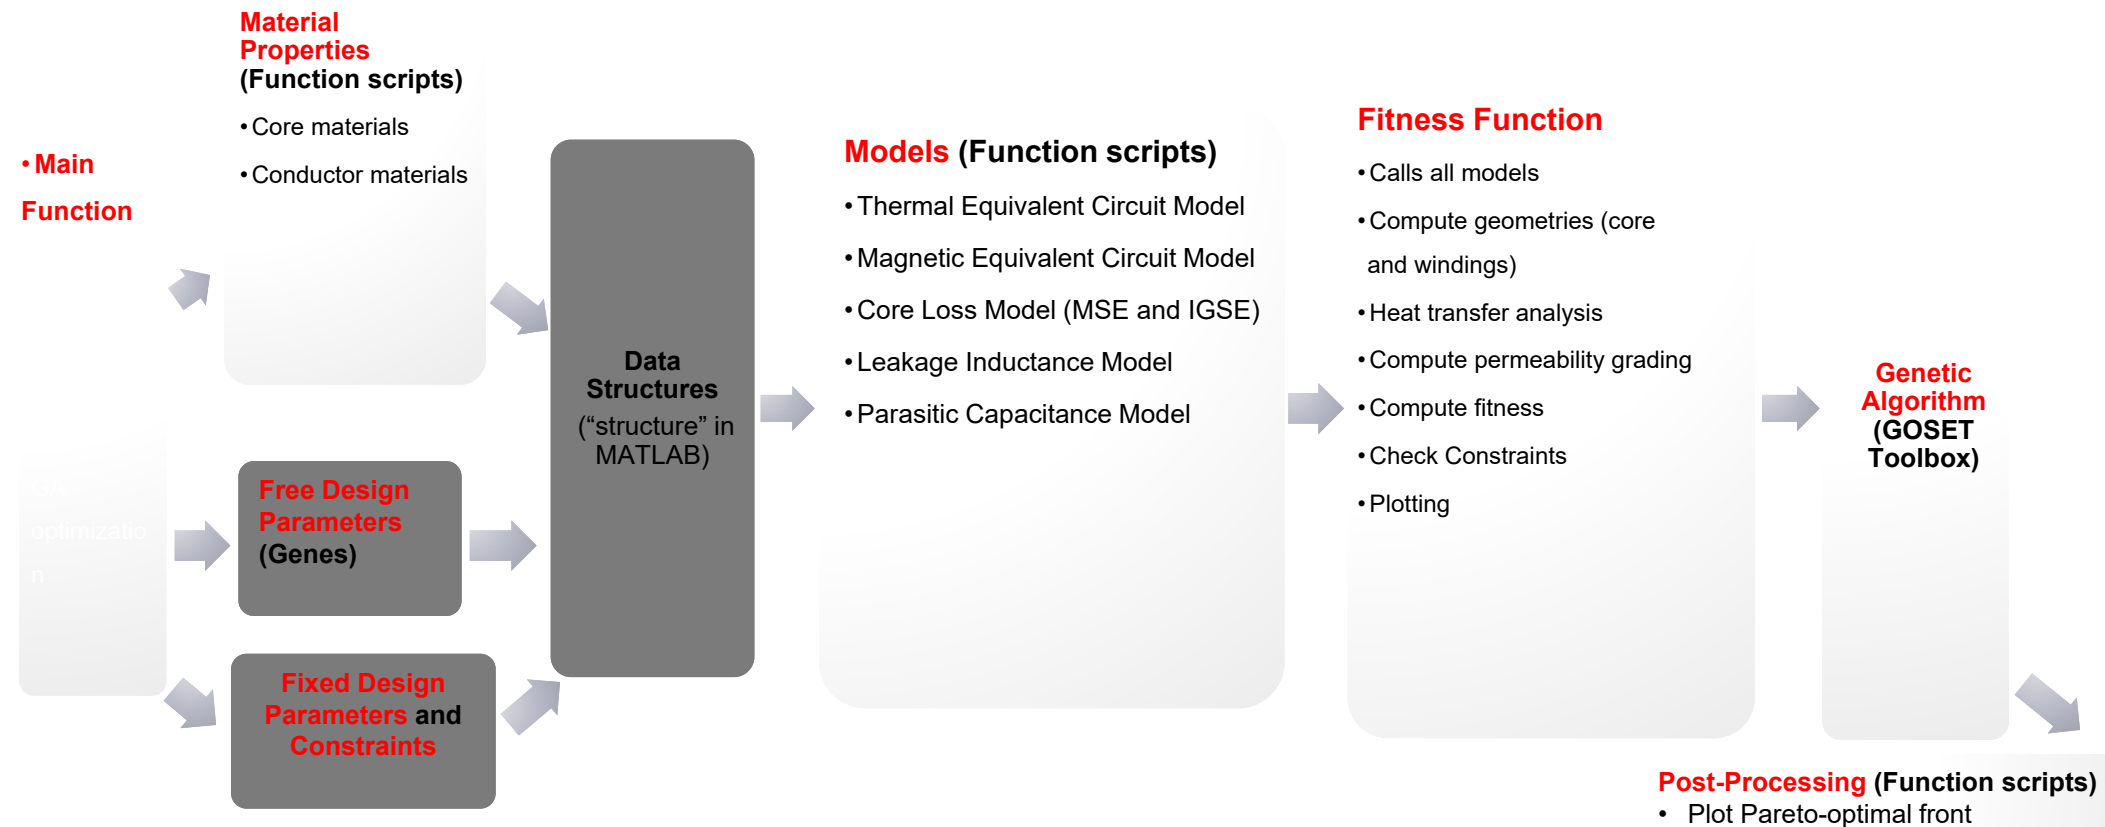 • Main
Function
optimizatio
n
Material
Properties
(Function scripts)
• Core materials
• Conductor materials
Free Design
Parameters
(Genes)
Fixed Design
Parameters and
Constraints
Data
Structures
(“structure” in
MATLAB)
Models (Function scripts)
• Thermal Equivalent Circuit Model
• Magnetic Equivalent Circuit Model
• Core Loss Model (MSE and IGSE)
• Leakage Inductance Model
• Parasitic Capacitance Model
Fitness Function
• Calls all models
• Compute geometries (core
and windings)
• Heat transfer analysis
• Compute permeability grading
• Compute fitness
• Check Constraints
• Plotting
Genetic
Algorithm
(GOSET
Toolbox)
Post-Processing (Function scripts)
• Plot Pareto-optimal front